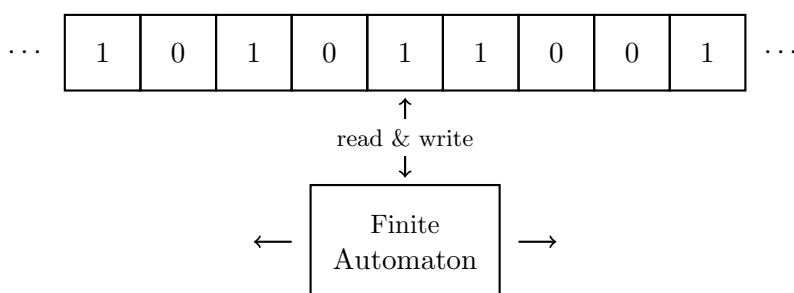 ··· 1 0 1 0 1 1 0 0 1 ···
read & write
Finite
Automaton